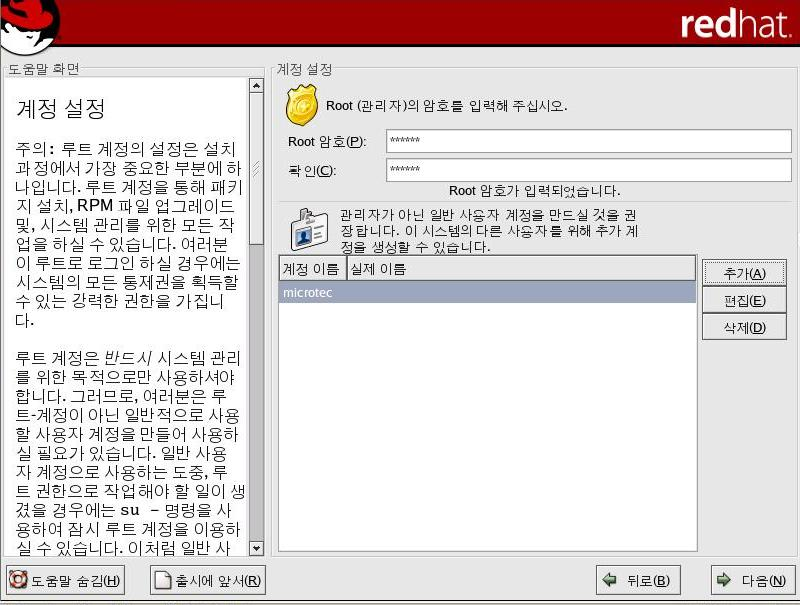 redhat.
도움말 화면
계정 설정
주의: 루트 계정의 설정은 설치
과정에서 가장 중요한 부분에 하
나입니다. 루트 계정을 통해 패키
지 설치, RPM 파일 업그레이드
및, 시스템 관리를 위한 모든 작
업을 하실 수 있습니다. 여러분
이 루트로 로그인 하실 경우에는
시스템의 모든 통제권을 획득할
수 있는 강력한 권한을 가집니
다.
루트 계정은 반드시 시스템 관리
를 위한 목적으로만 사용하셔야
합니다. 그러므로, 여러분은 루
트-계정이 아닌 일반적으로 사용
할 사용자 계정을 만들어 사용하
실 필요가 있습니다. 일반 사용
자 계정으로 사용하는 도중, 루
트 권한으로 작업해야 할 일이 생
겼을 경우에는 su - 명령을 사
용하여 잠시 루트 계정을 이용하
실 수 있습니다. 이처럼 일반 사
계정 설정
Root (관리자)의 암호를 입력해 주십시오.
Root 암호(P): ******
확인(C): ******
Root 암호가 입력되었습니다.
관리자가 아닌 일반 사용자 계정을 만드실 것을 권
장합니다. 이 시스템의 다른 사용자를 위해 추가 계
정을 생성할 수 있습니다.
계정 이름 실제 이름
microtec
추가(A)
편집(E)
삭제(D)
도움말 숨김(H) 출시에 앞서(R) 뒤로(B) 다음(N)